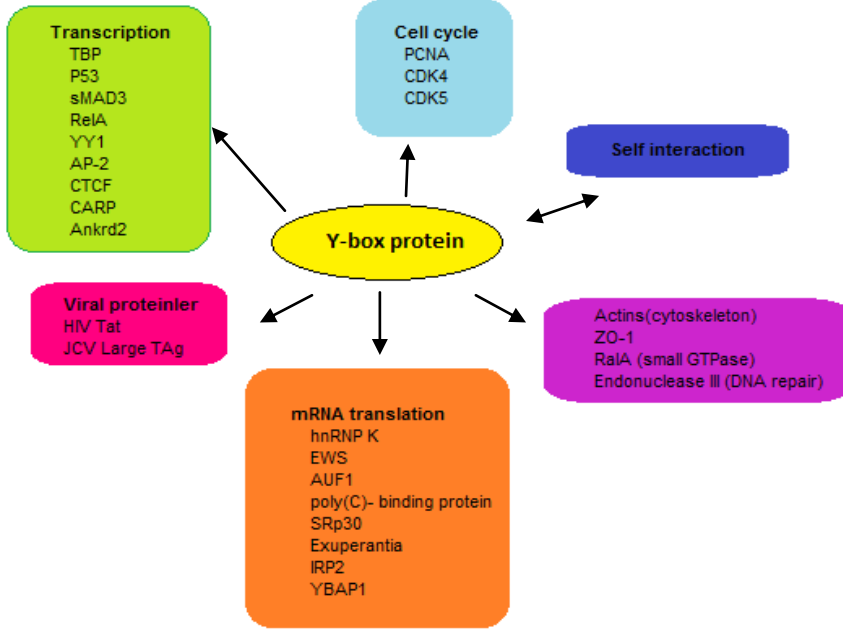 Transcription
TBP
P53
sMAD3
RelA
YY1
AP-2
CTCF
CARP
Ankrd2
Cell cycle
PCNA
CDK4
CDK5
Self interaction
Y-box protein
Viral proteinler
HIV Tat
JCV Large TAg
Actins(cytoskeleton)
ZO-1
RalA (small GTPase)
Endonuclease III (DNA repair)
mRNA translation
hnRNP K
EWS
AUF1
poly(C)- binding protein
SRp30
Exuperantia
IRP2
YBAP1